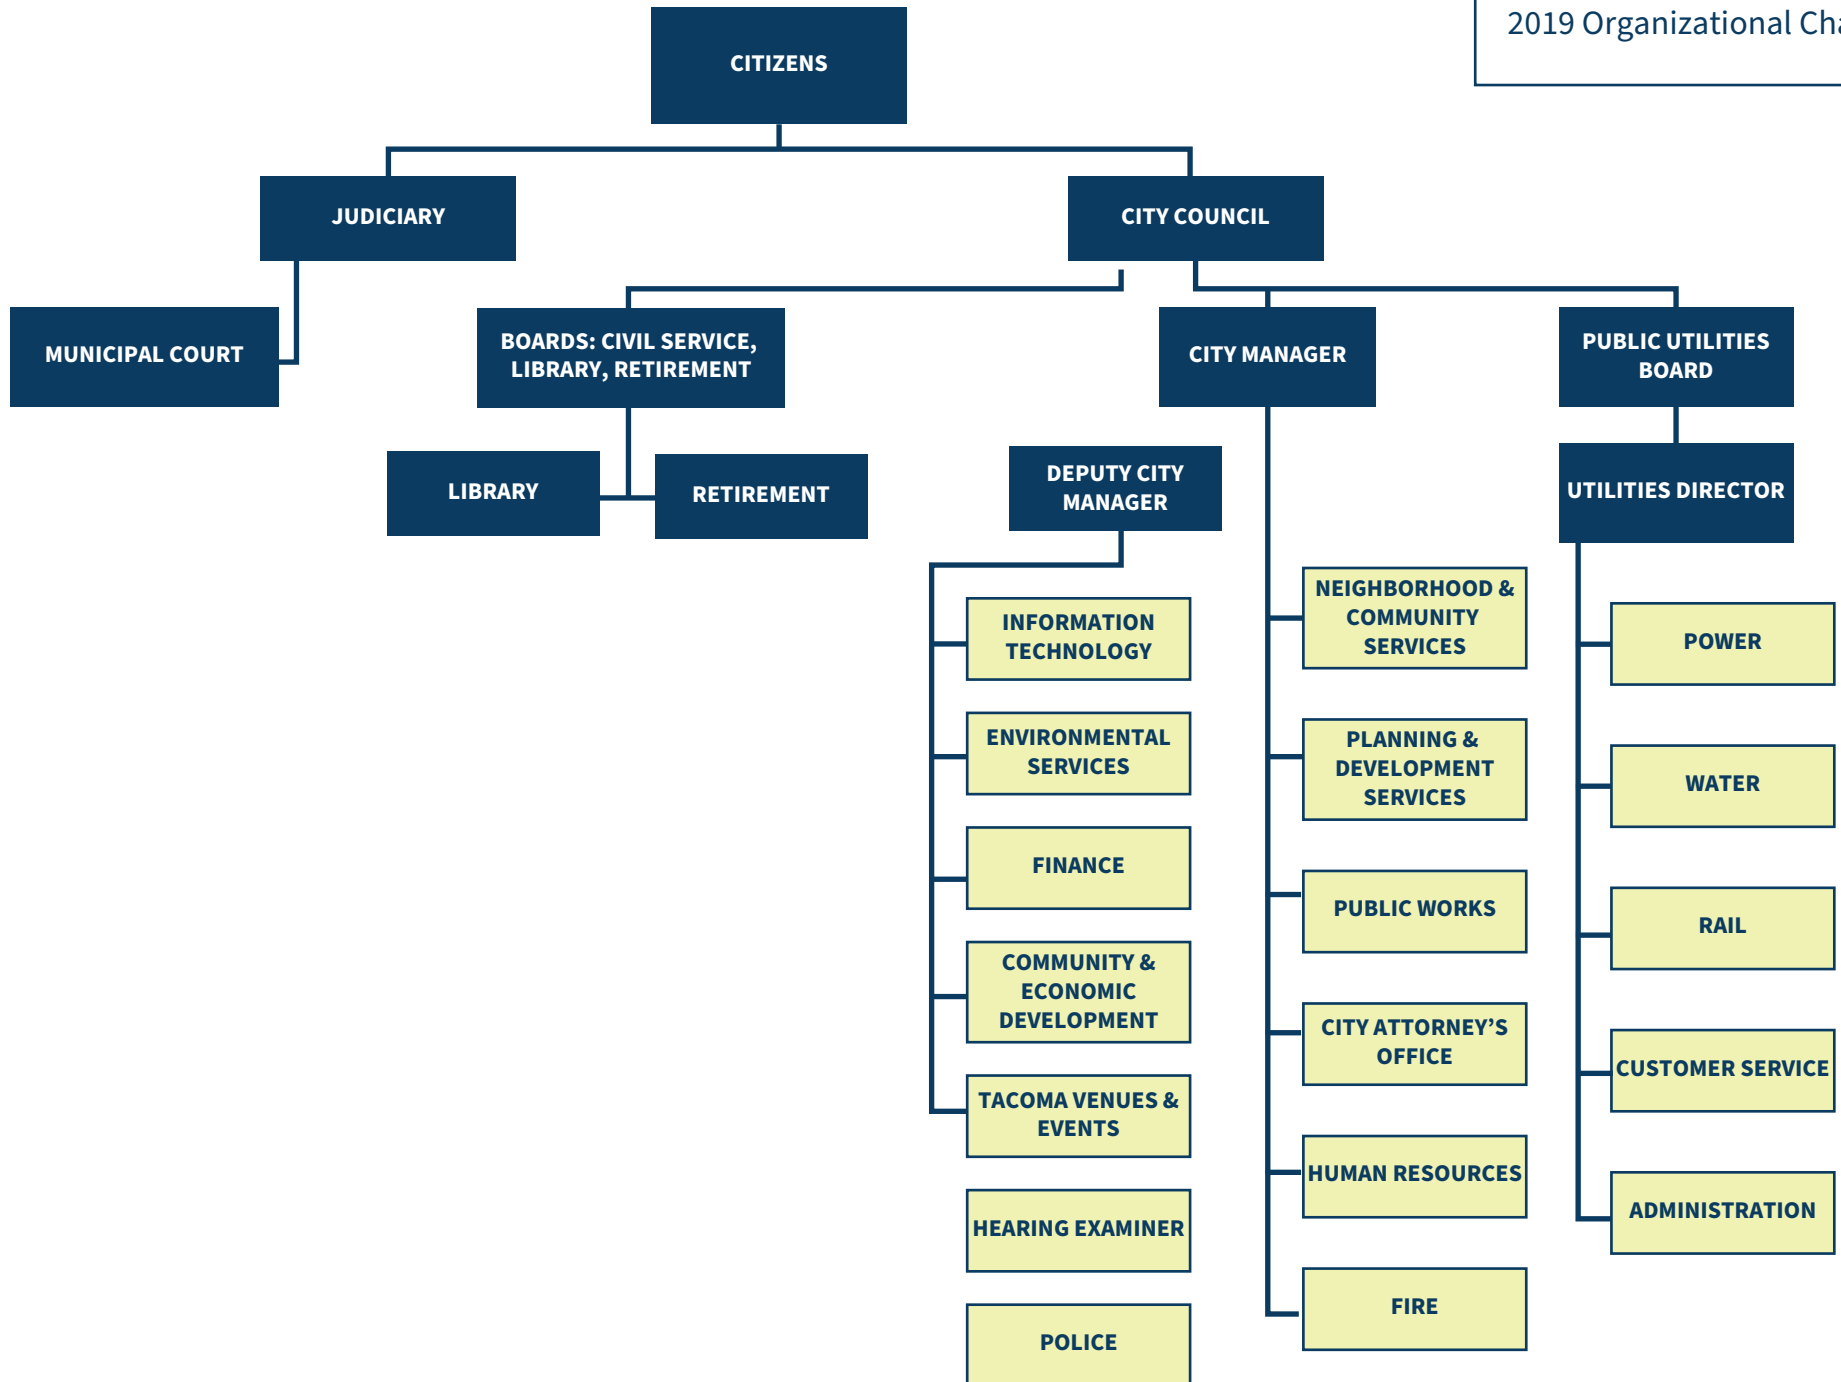 2019 Organizational Cha
CITIZENS
JUDICIARY
CITY COUNCIL
MUNICIPAL COURT
BOARDS: CIVIL SERVICE,
LIBRARY, RETIREMENT
CITY MANAGER
PUBLIC UTILITIES
BOARD
LIBRARY
RETIREMENT
DEPUTY CITY
MANAGER
UTILITIES DIRECTOR
INFORMATION
TECHNOLOGY
ENVIRONMENTAL
SERVICES
FINANCE
COMMUNITY &
ECONOMIC
DEVELOPMENT
TACOMA VENUES &
EVENTS
HEARING EXAMINER
POLICE
NEIGHBORHOOD &
COMMUNITY
SERVICES
PLANNING &
DEVELOPMENT
SERVICES
PUBLIC WORKS
CITY ATTORNEY’S
OFFICE
HUMAN RESOURCES
FIRE
POWER
WATER
RAIL
CUSTOMER SERVICE
ADMINISTRATION